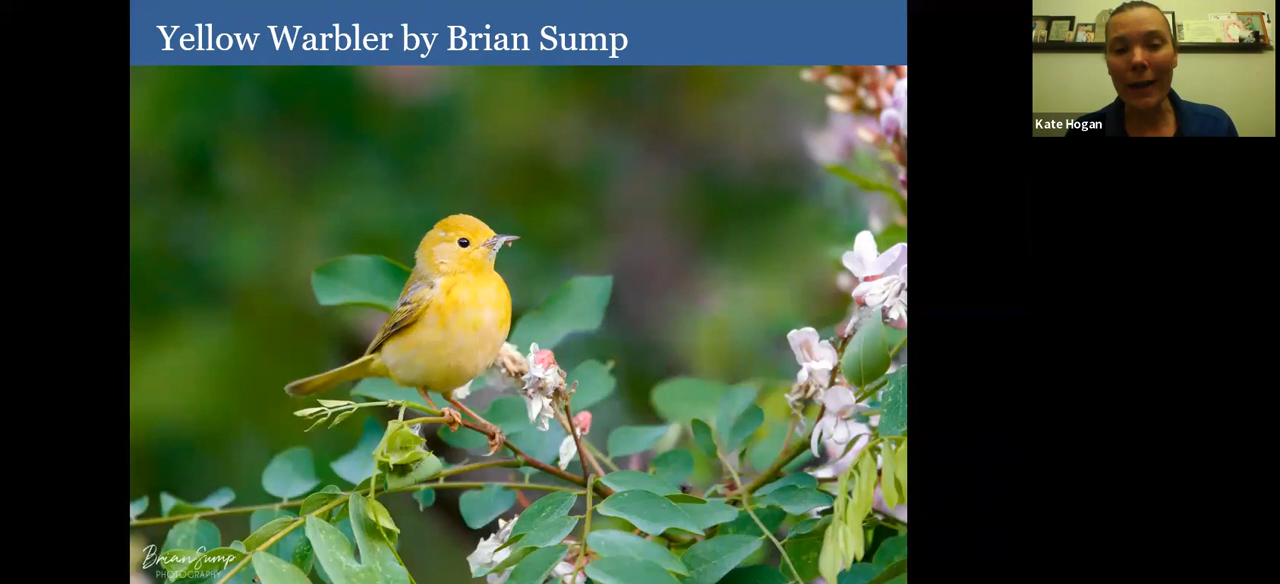 Yellow Warbler by Brian Sump
Kate Hogan
Brian Sump
PHOTOGRAPHY